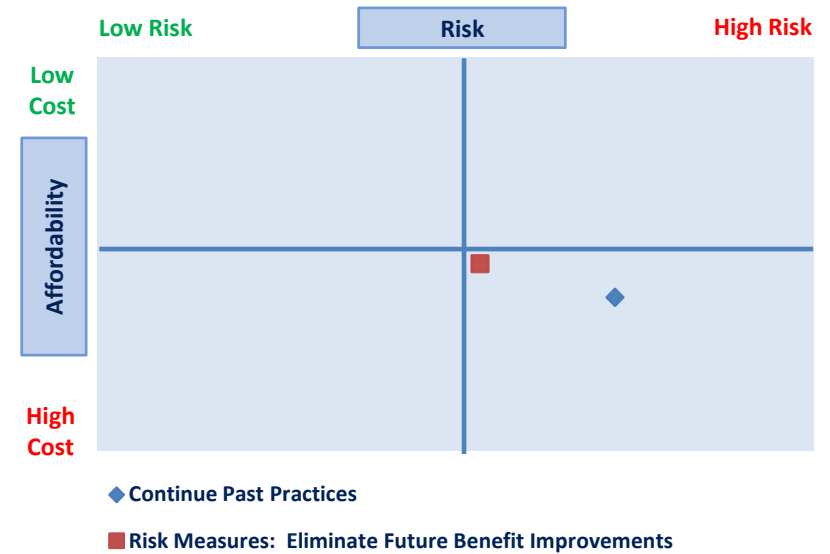 Low Risk
Risk
High Risk
Low
Cost
Affordability
High
Cost
Continue Past Practices
Risk Measures: Eliminate Future Benefit Improvements